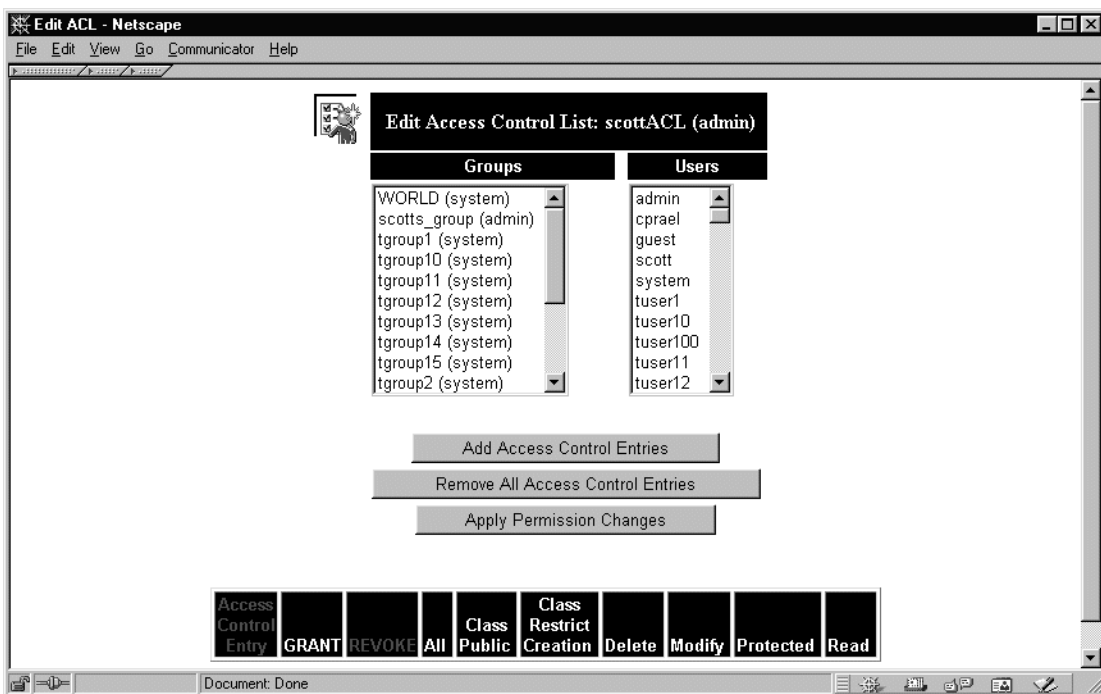 Edit ACL - Netscape
File Edit View Go Communicator Help
Edit Access Control List: scottACL (admin)
Groups
Users
WORLD (system)
scotts_group (admin)
tgroup1 (system)
tgroup10 (system)
tgroup11 (system)
tgroup12 (system)
tgroup13 (system)
tgroup14 (system)
tgroup15 (system)
tgroup2 (system)
admin
cprael
guest
scott
system
tuser1
tuser10
tuser100
tuser11
tuser12
Add Access Control Entries
Remove All Access Control Entries
Apply Permission Changes
Access Control Entry
GRANT
REVOKE
All
Class Public
Class Restrict Creation
Delete
Modify
Protected
Read
Document: Done